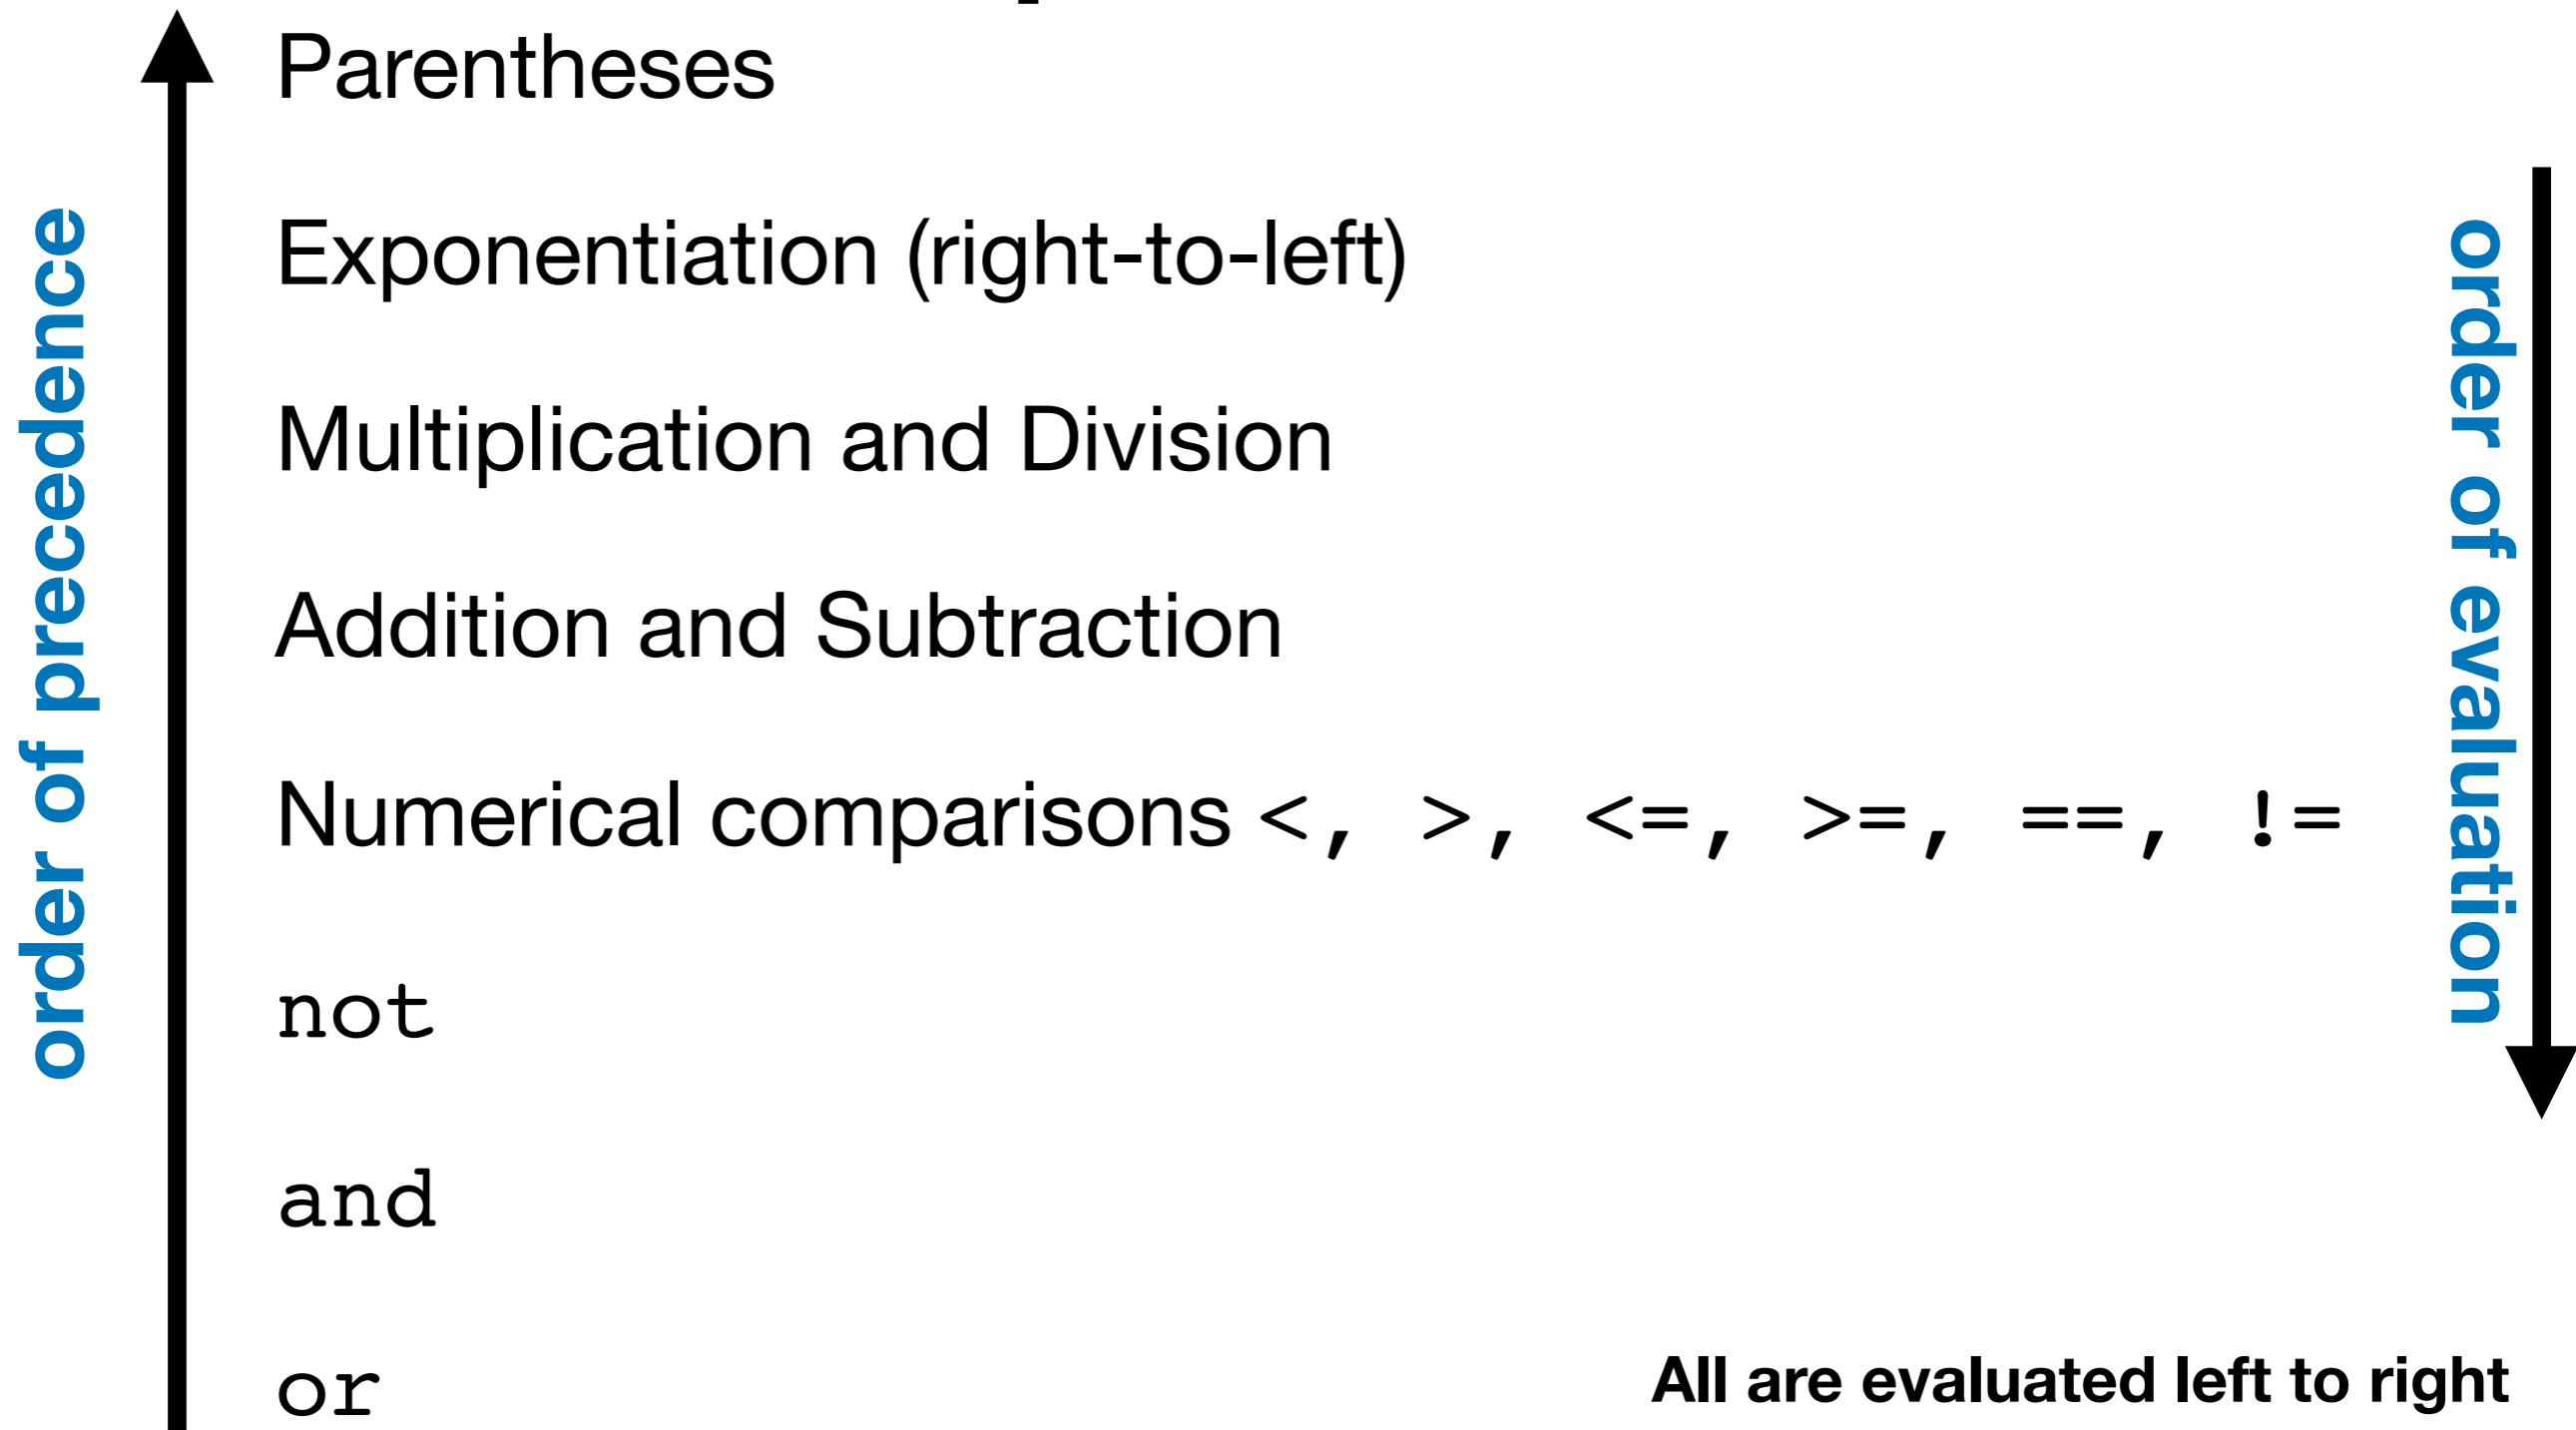 Parentheses
Exponentiation (right-to-left)
Multiplication and Division
Addition and Subtraction
Numerical comparisons <, >, <=, >=, ==, !=
not
and
or
order of precedence
order of evaluation
All are evaluated left to right